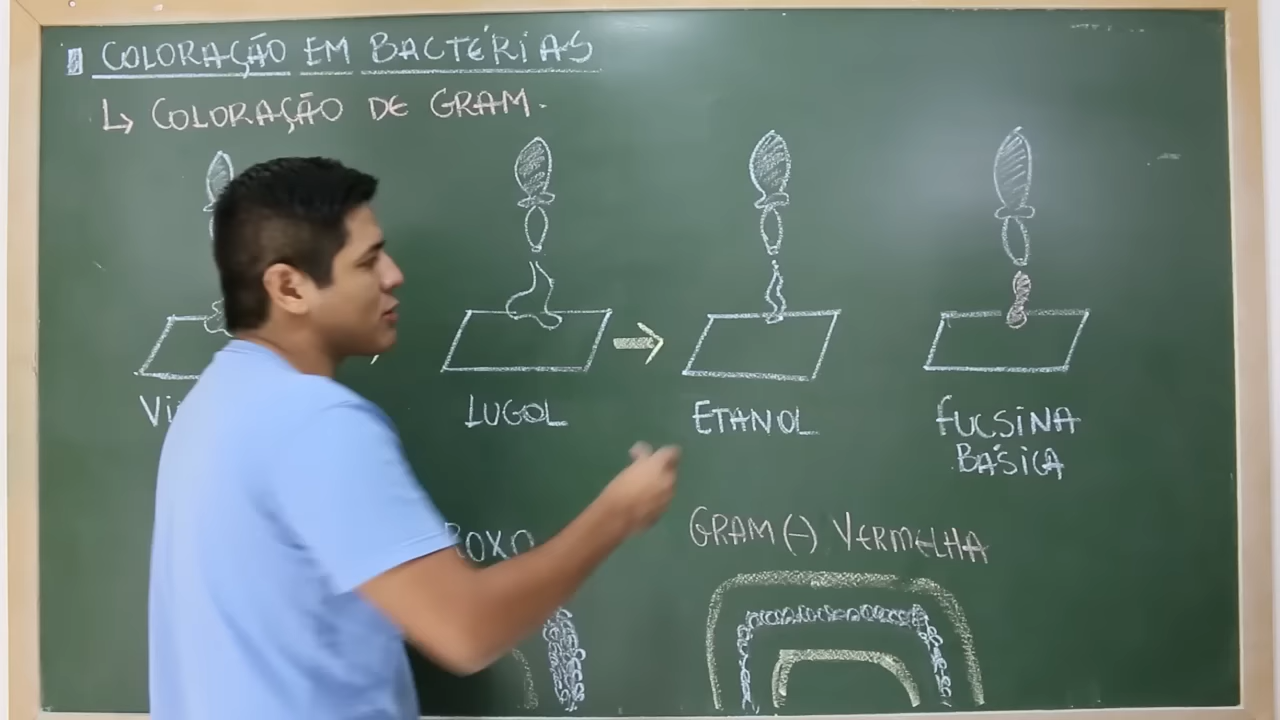 COLORAÇÃO EM BACTÉRIAS
↳ COLORAÇÃO DE GRAM.
LUGOL
ETANOL
FUCSINA
BÁSICA
ROXO
GRAM (-) VERMELHA